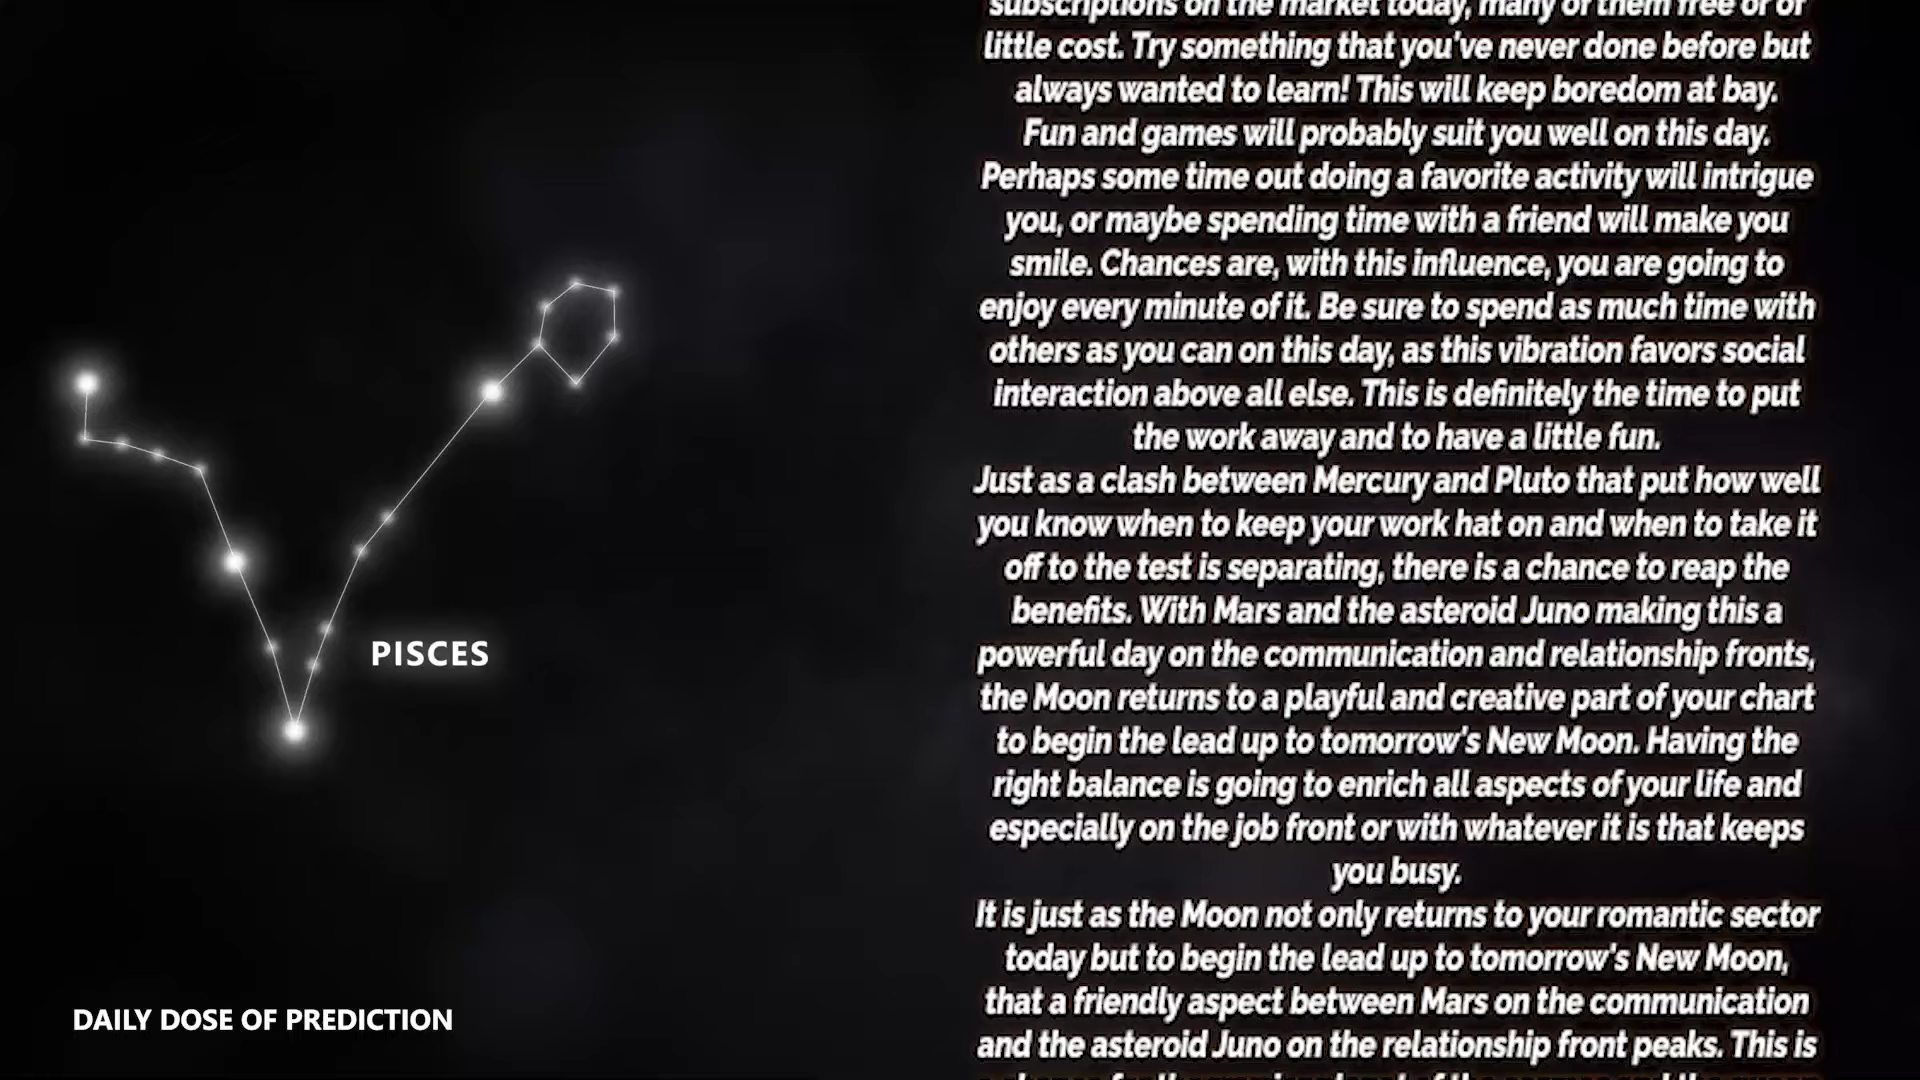 subscriptions on the market today, many of them free or of
little cost. Try something that you've never done before but
always wanted to learn! This will keep boredom at bay.
Fun and games will probably suit you well on this day.
Perhaps some time out doing a favorite activity will intrigue
you, or maybe spending time with a friend will make you
smile. Chances are, with this influence, you are going to
enjoy every minute of it. Be sure to spend as much time with
others as you can on this day, as this vibration favors social
interaction above all else. This is definitely the time to put
the work away and to have a little fun.
Just as a clash between Mercury and Pluto that put how well
you know when to keep your work hat on and when to take it
off to the test is separating, there is a chance to reap the
benefits. With Mars and the asteroid Juno making this a
powerful day on the communication and relationship fronts,
the Moon returns to a playful and creative part of your chart
to begin the lead up to tomorrow's New Moon. Having the
right balance is going to enrich all aspects of your life and
especially on the job front or with whatever it is that keeps
you busy.
It is just as the Moon not only returns to your romantic sector
today but to begin the lead up to tomorrow's New Moon,
that a friendly aspect between Mars on the communication
and the asteroid Juno on the relationship front peaks. This is
PISCES
DAILY DOSE OF PREDICTION